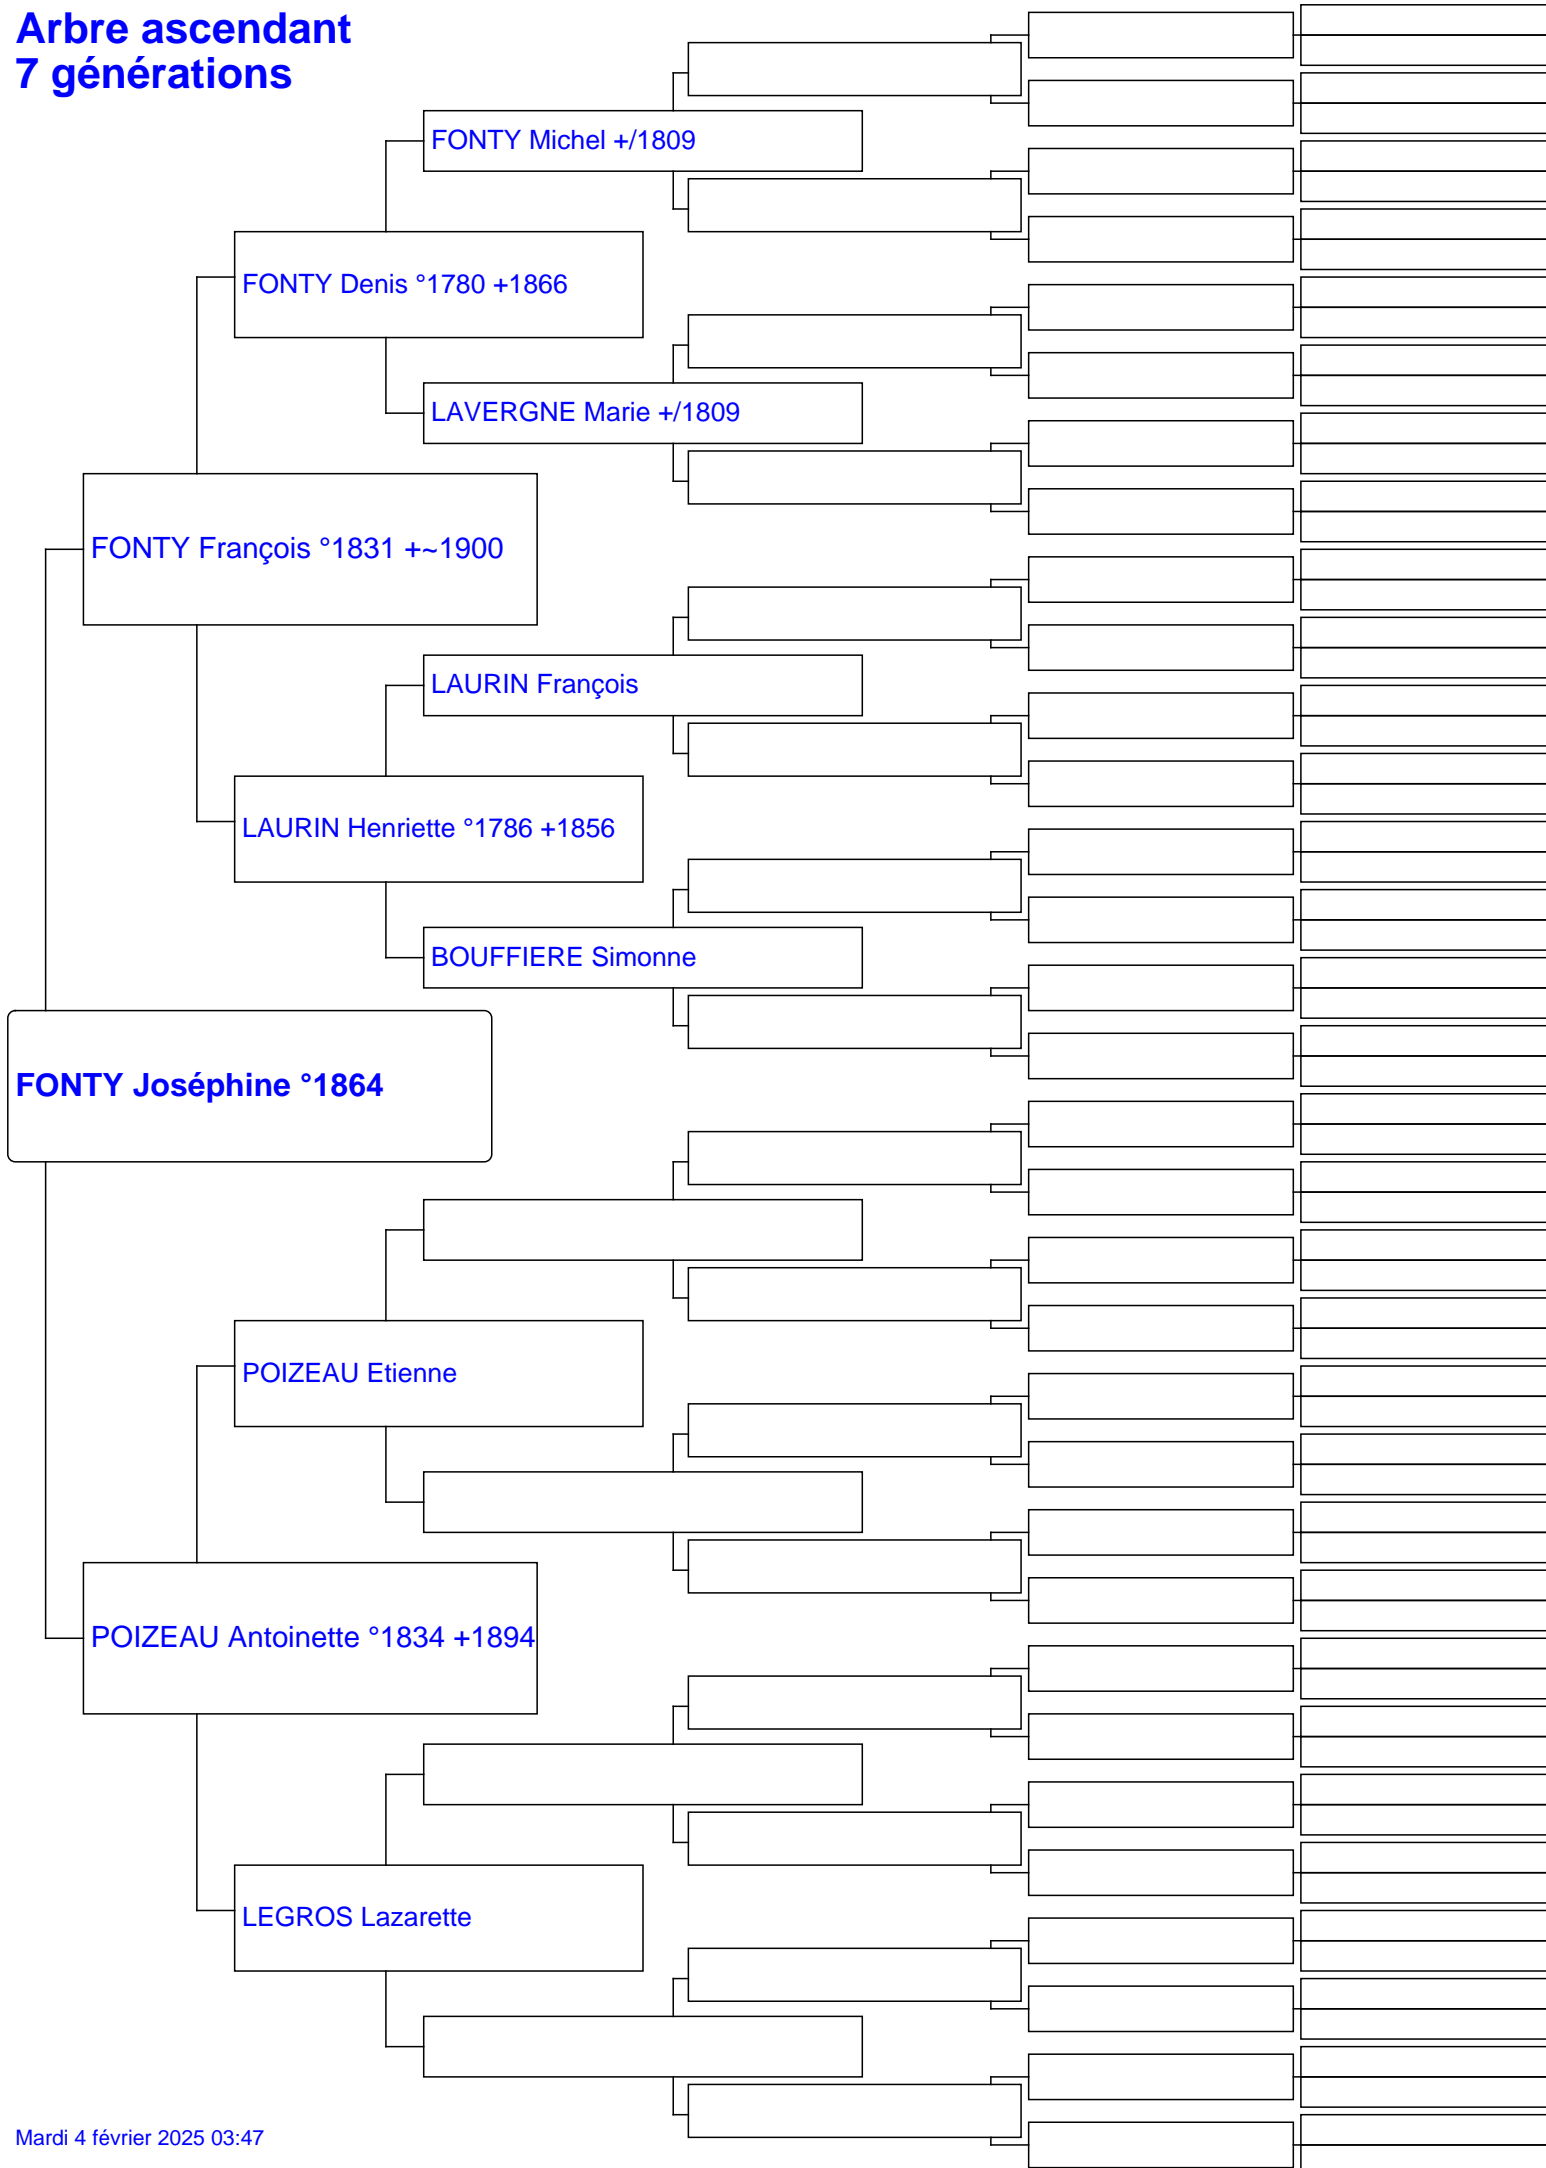 Arbre ascendant
7 générations
FONTY Michel +/1809
FONTY Denis °1780 +1866
LAVERGNE Marie +/1809
FONTY François °1831 +~1900
LAURIN François
LAURIN Henriette °1786 +1856
BOUFFIERE Simonne
FONTY Joséphine °1864
POIZEAU Etienne
POIZEAU Antoinette °1834 +1894
LEGROS Lazarette
Mardi 4 février 2025 03:47